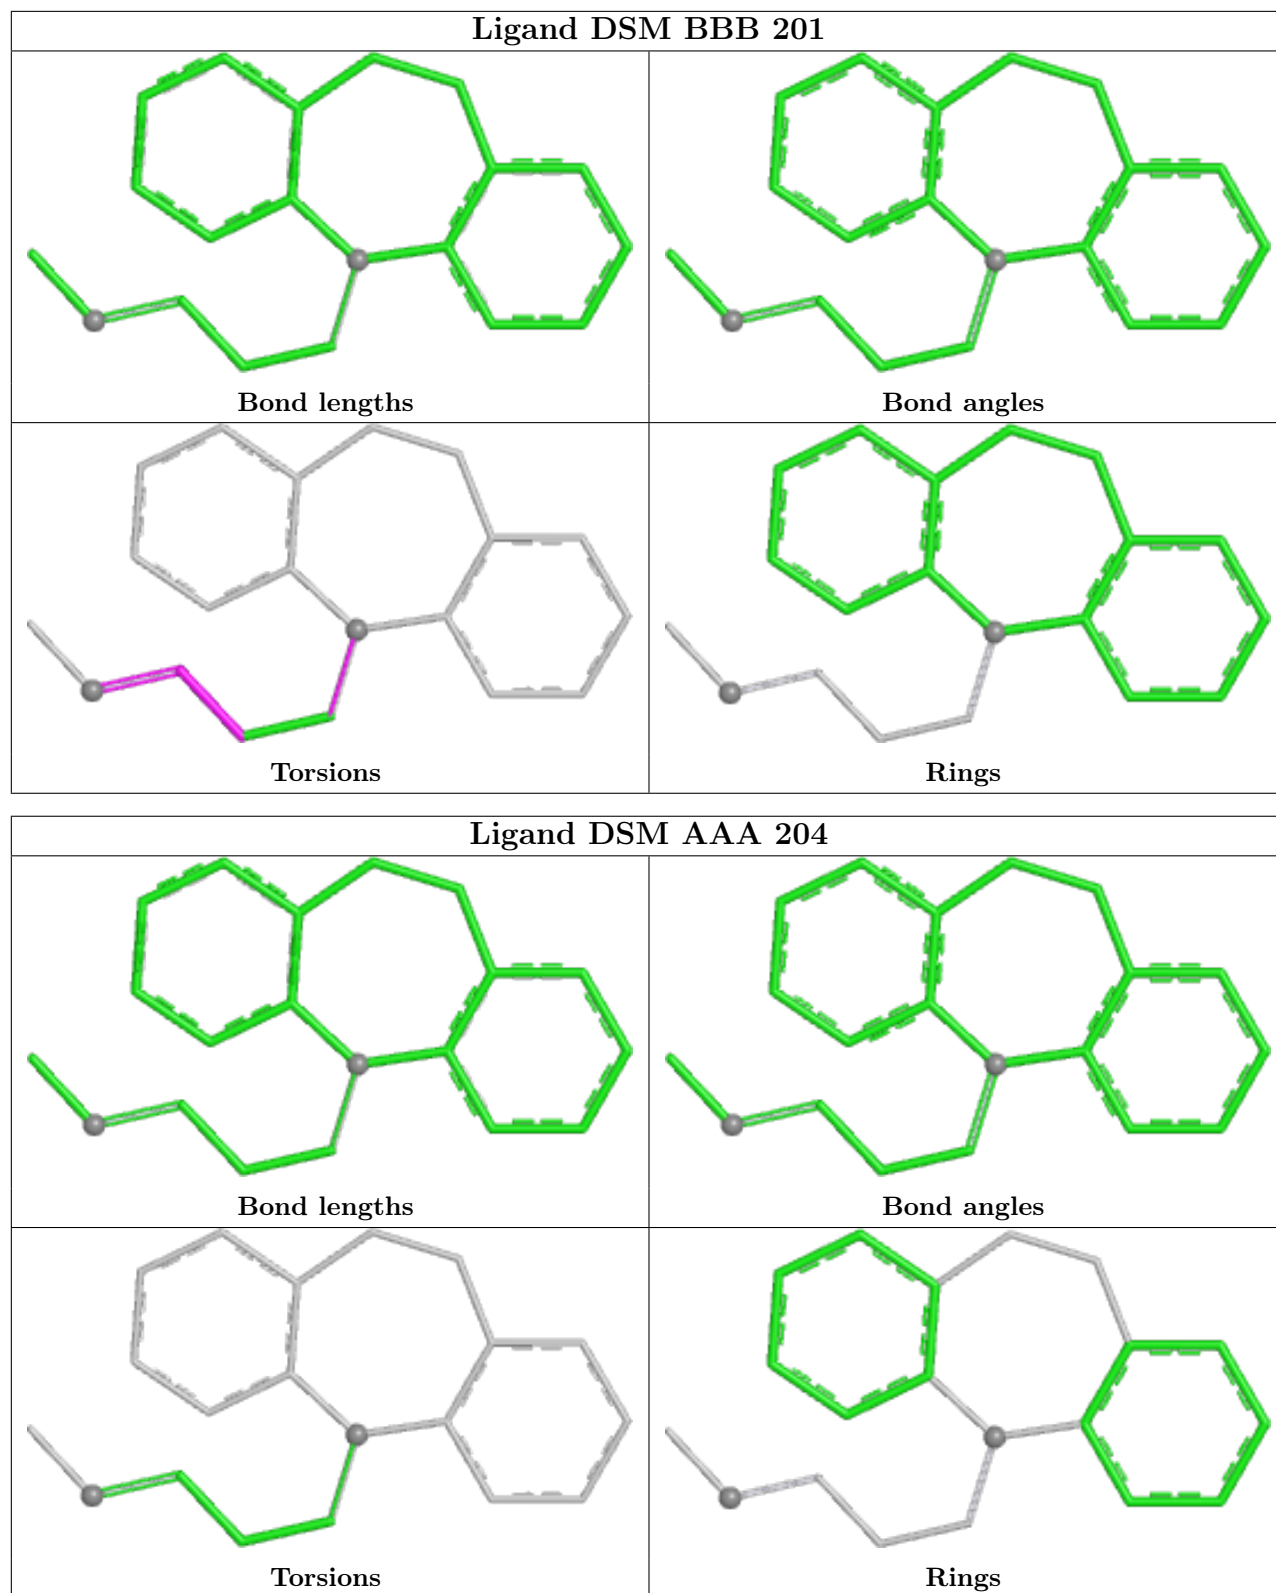 Ligand DSM BBB 201
Bond lengths
Bond angles
Torsions
Rings
Ligand DSM AAA 204
Bond lengths
Bond angles
Torsions
Rings